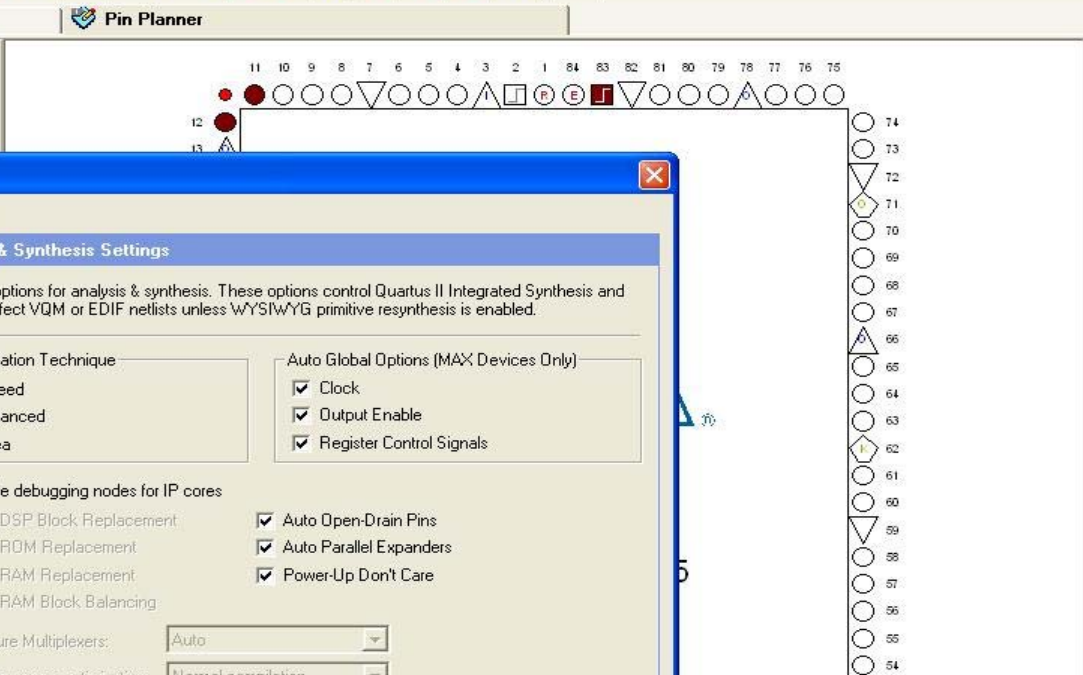 Pin Planner
11 10 9 8 7 6 5 4 3 2 1 84 83 82 81 80 79 78 77 76 75
R E
12
13
74
73
72
71
70
69
68
67
66
65
64
63
62
61
60
59
58
57
56
55
54
& Synthesis Settings
options for analysis & synthesis. These options control Quartus II Integrated Synthesis and
ffect VQM or EDIF netlists unless WYSIWYG primitive resynthesis is enabled.
ation Technique
eed
anced
ea
Auto Global Options (MAX Devices Only)
Clock
Output Enable
Register Control Signals
e debugging nodes for IP cores
DSP Block Replacement
ROM Replacement
RAM Replacement
RAM Block Balancing
Auto Open-Drain Pins
Auto Parallel Expanders
Power-Up Don't Care
ure Multiplexers:
Auto
Normal compilation